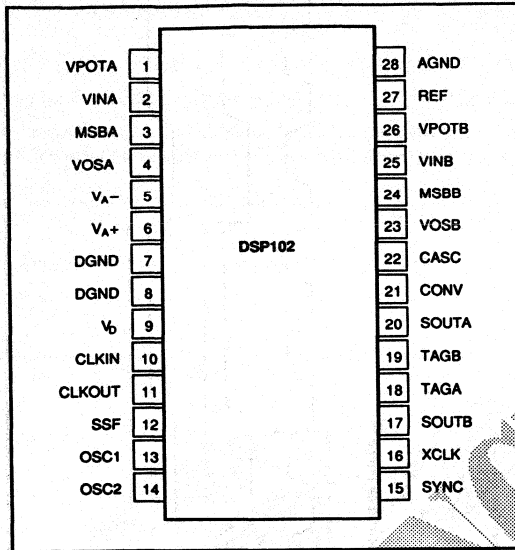 VPOTA 1
VINA 2
MSBA 3
VOSA 4
VA− 5
VA+ 6
DGND 7
DGND 8
VD 9
CLKIN 10
CLKOUT 11
SSF 12
OSC1 13
OSC2 14
DSP102
28 AGND
27 REF
26 VPOTB
25 VINB
24 MSBB
23 VOSB
22 CASC
21 CONV
20 SOUTA
19 TAGB
18 TAGA
17 SOUTB
16 XCLK
15 SYNC